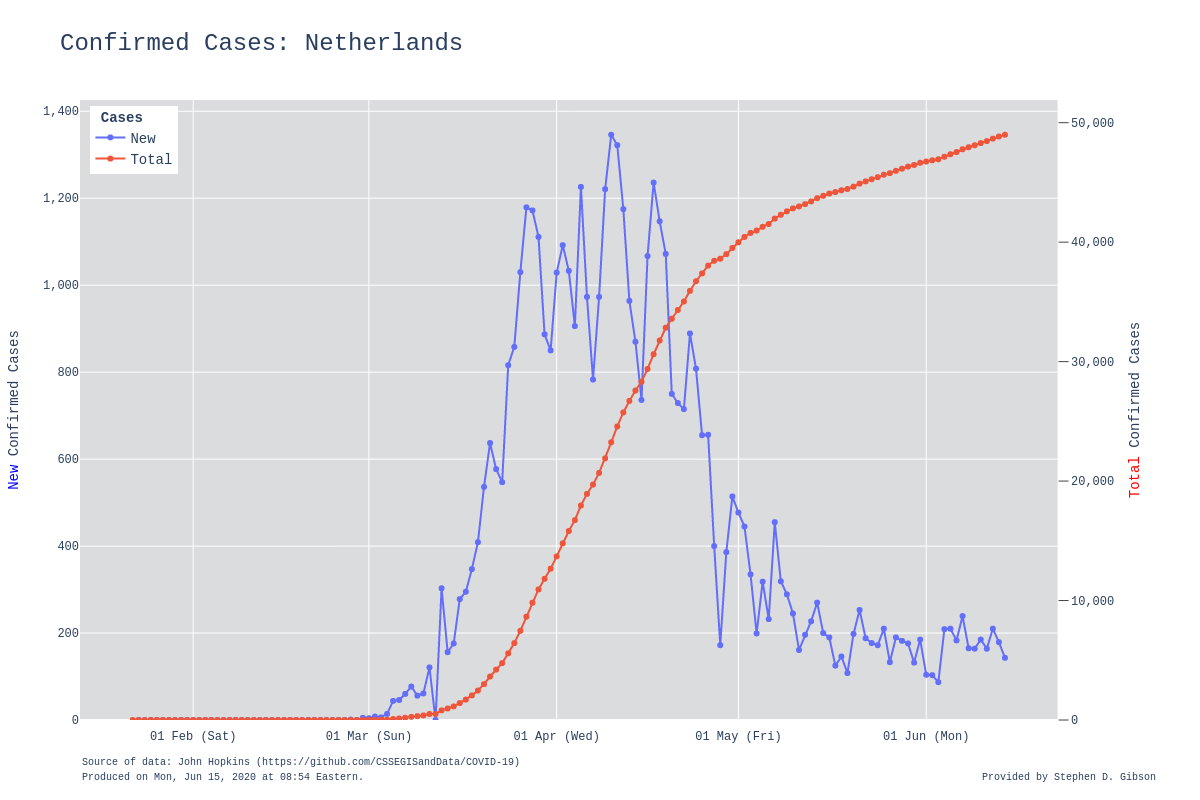 Confirmed Cases: Netherlands
Cases
New
Total
1,400
1,200
1,000
800
600
400
200
0
New Confirmed Cases
50,000
40,000
30,000
20,000
10,000
0
Total Confirmed Cases
01 Feb (Sat)
01 Mar (Sun)
01 Apr (Wed)
01 May (Fri)
01 Jun (Mon)
Source of data: John Hopkins (https://github.com/CSSEGISandData/COVID-19)
Produced on Mon, Jun 15, 2020 at 08:54 Eastern.
Provided by Stephen D. Gibson